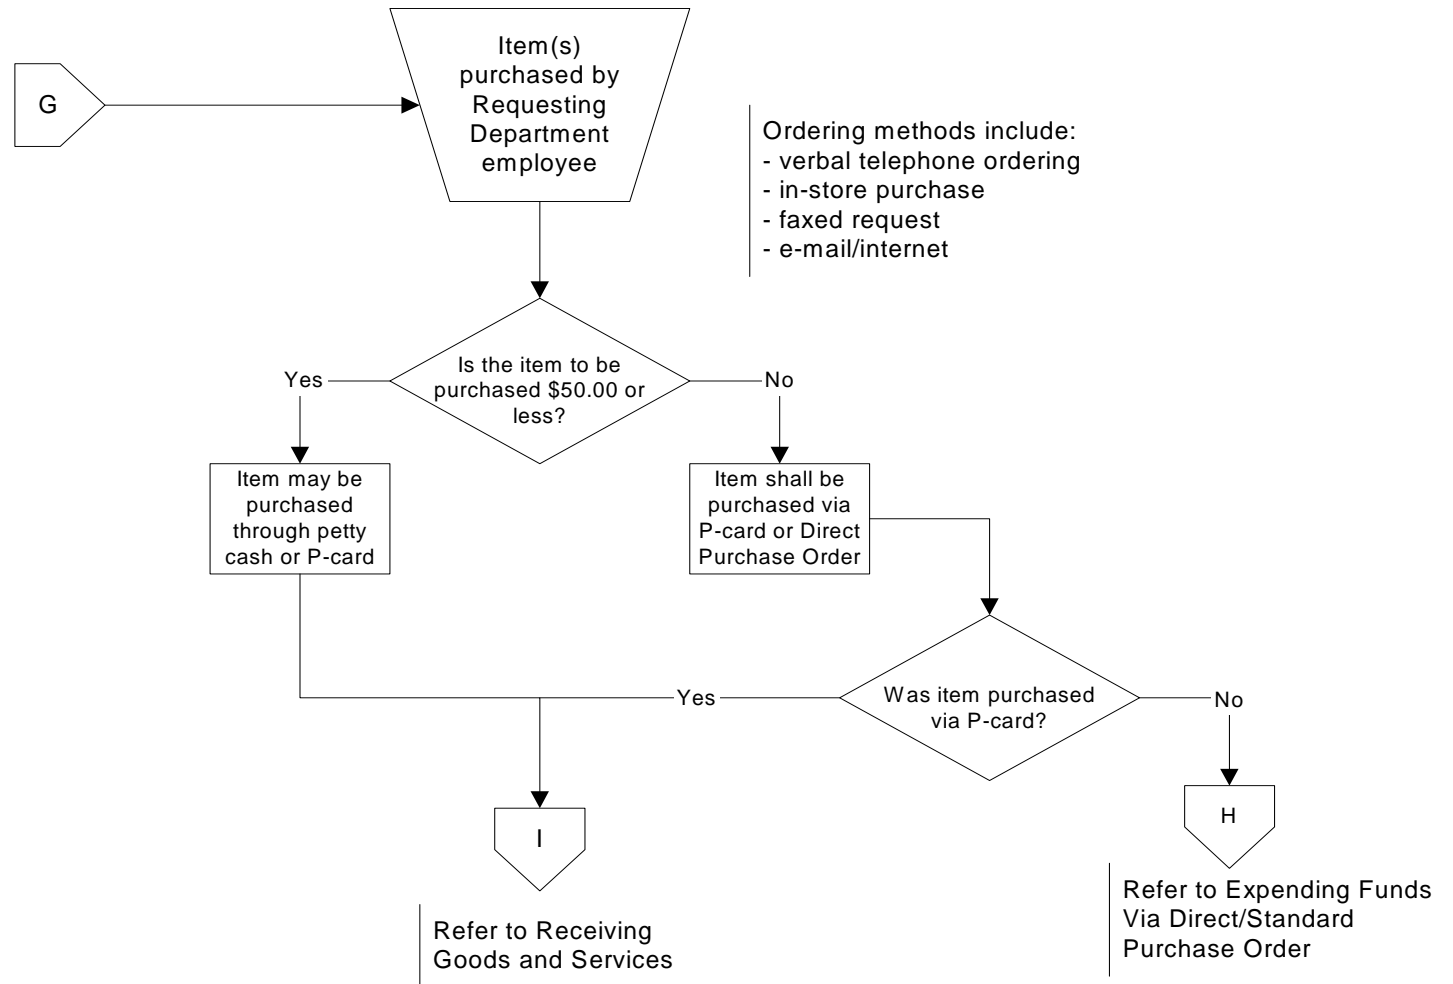 G
Item(s)
purchased by
Requesting
Department
employee
Ordering methods include:
- verbal telephone ordering
- in-store purchase
- faxed request
- e-mail/internet
Is the item to be
purchased $50.00 or
less?
Yes
No
Item may be
purchased
through petty
cash or P-card
Item shall be
purchased via
P-card or Direct
Purchase Order
Was item purchased
via P-card?
Yes
No
I
H
Refer to Receiving
Goods and Services
Refer to Expending Funds
Via Direct/Standard
Purchase Order